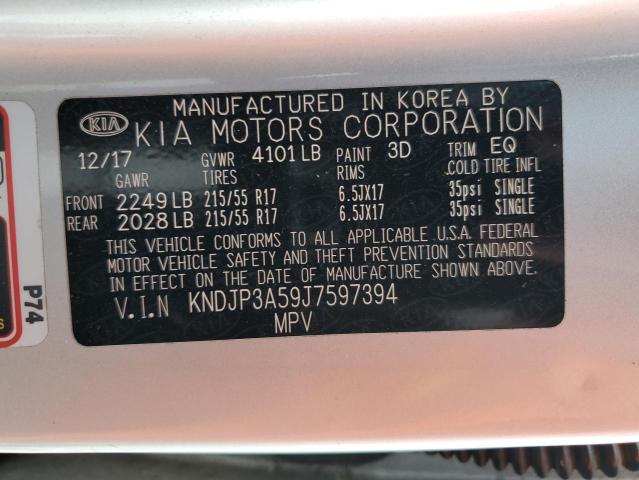 MANUFACTURED IN KOREA BY
KIA KIA MOTORS CORPORATION
12/17 GVWR 4101 LB PAINT 3D TRIM EQ
GAWR TIRES RIMS COLD TIRE INFL
FRONT 2249 LB 215/55 R17 6.5JX17 35psi SINGLE
REAR 2028 LB 215/55 R17 6.5JX17 35psi SINGLE
THIS VEHICLE CONFORMS TO ALL APPLICABLE U.S.A. FEDERAL
MOTOR VEHICLE SAFETY AND THEFT PREVENTION STANDARDS
IN EFFECT ON THE DATE OF MANUFACTURE SHOWN ABOVE.
V.I.N KNDJP3A59J7597394
MPV
P74